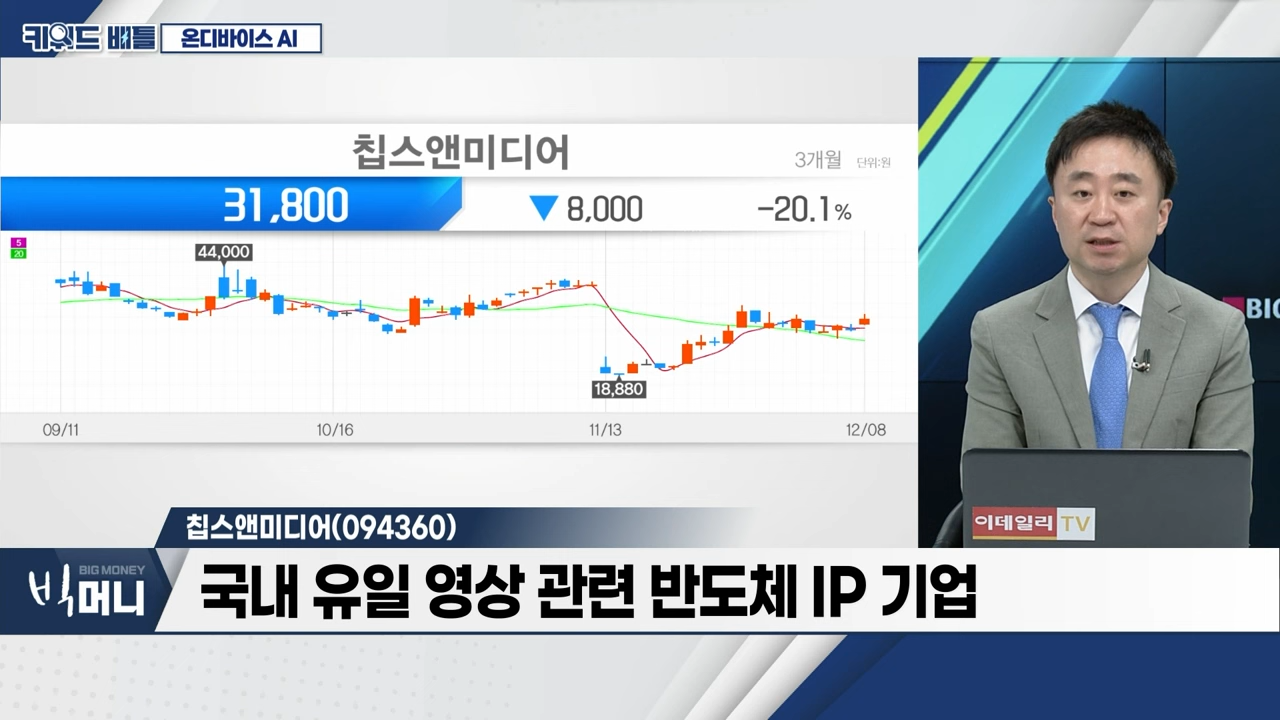 키워드 배틀
온디바이스 AI
칩스앤미디어
3개월 단위:원
31,800
▼ 8,000
-20.1%
5
20
44,000
18,880
09/11
10/16
11/13
12/08
BIG
이데일리 TV
칩스앤미디어(094360)
BIG MONEY
빅머니
국내 유일 영상 관련 반도체 IP 기업